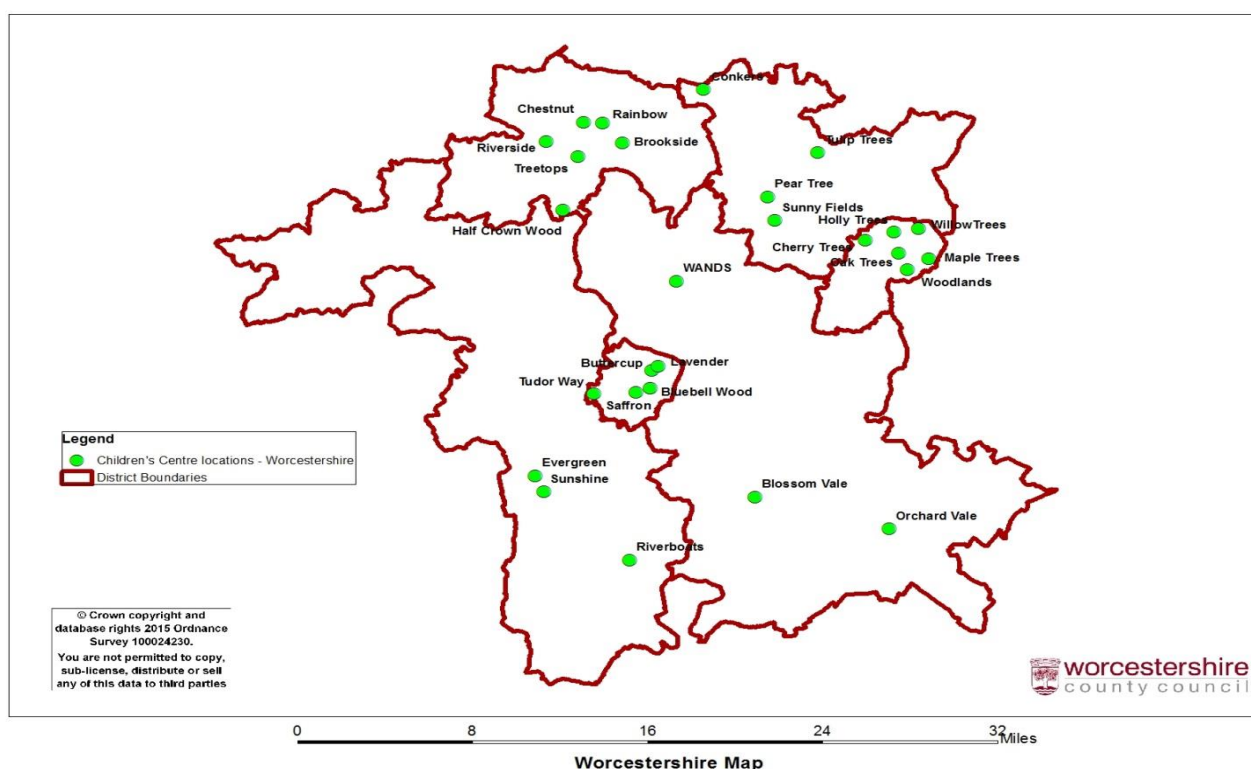 Conkers
Chestnut
Rainbow
Riverside
Brookside
Treetops
Tulip Trees
Pear Tree
Sunny Fields
Holly Trees
WillowTrees
Half Crown Wood
Cherry Trees
Oak Trees
Maple Trees
WANDS
Woodlands
Buttercup
Lavender
Tudor Way
Bluebell Wood
Saffron
Legend
Children's Centre locations - Worcestershire
District Boundaries
Evergreen
Sunshine
Blossom Vale
Orchard Vale
Riverboats
© Crown copyright and
database rights 2015 Ordnance
Survey 100024230.
You are not permitted to copy,
sub-license, distribute or sell
any of this data to third parties
worcestershire
county council
0 8 16 24 32
Miles
Worcestershire Map